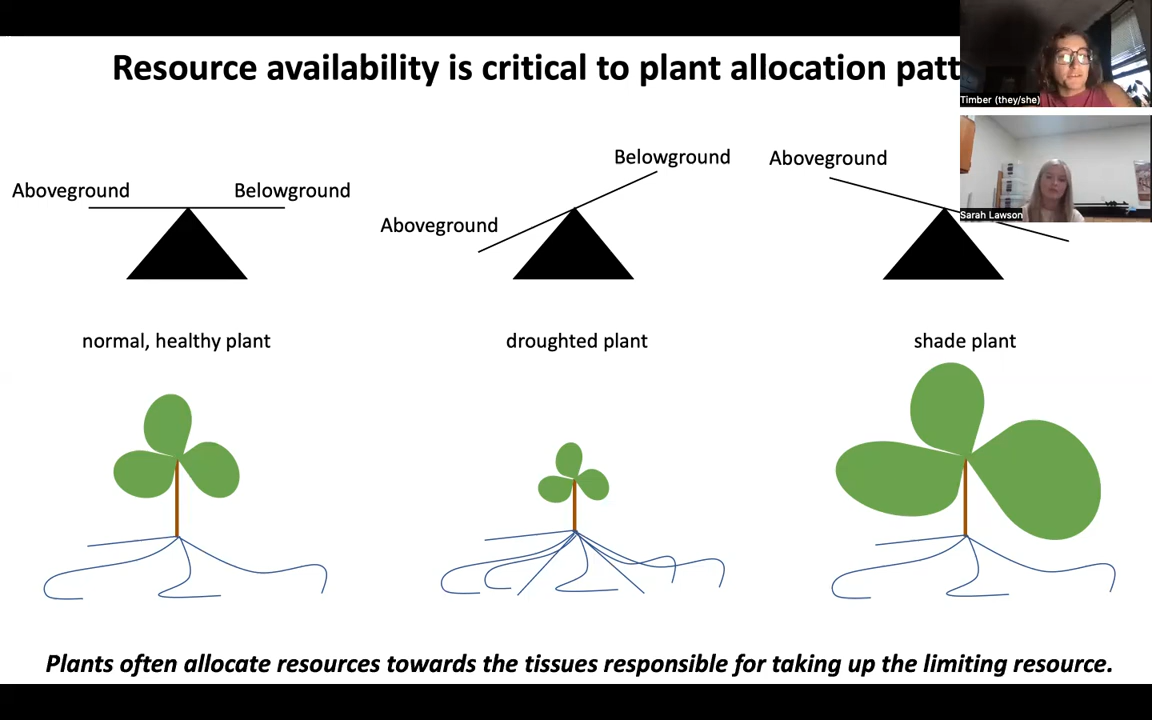 Resource availability is critical to plant allocation patt
Timber (they/she)
Sarah Lawson
Aboveground
Belowground
Aboveground
Belowground
Aboveground
normal, healthy plant
droughted plant
shade plant
Plants often allocate resources towards the tissues responsible for taking up the limiting resource.